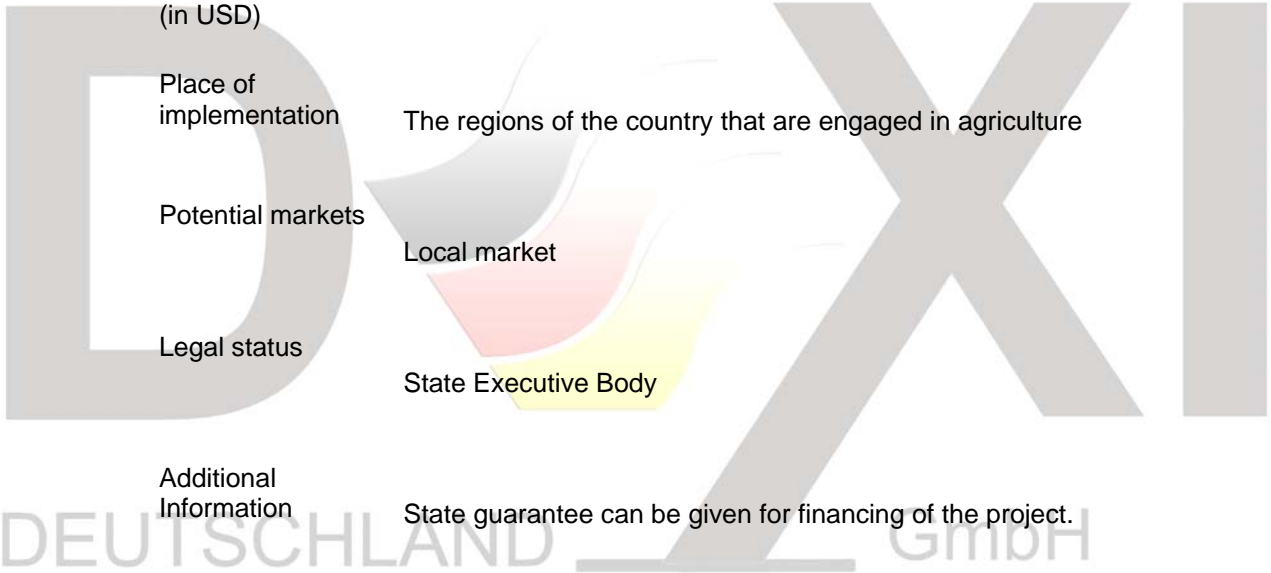 (in USD)
Place of
implementation
The regions of the country that are engaged in agriculture
Potential markets
Local market
Legal status
State Executive Body
Additional
Information
State guarantee can be given for financing of the project.
D XI
DEUTSCHLAND GmbH